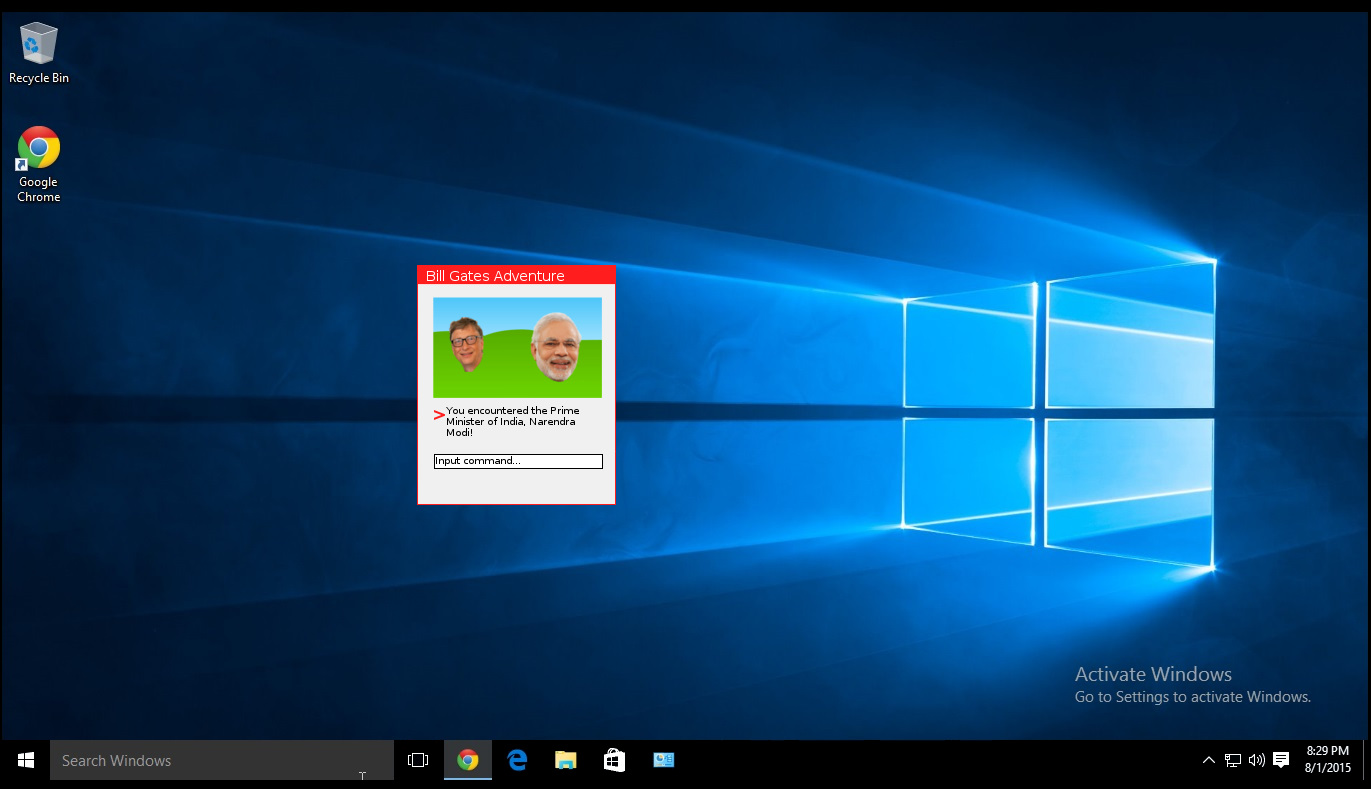 Recycle Bin
Google
Chrome
Bill Gates Adventure
>You encountered the Prime
Minister of India, Narendra
Modi!
Input command...
Activate Windows
Go to Settings to activate Windows.
Search Windows
8:29 PM
8/1/2015